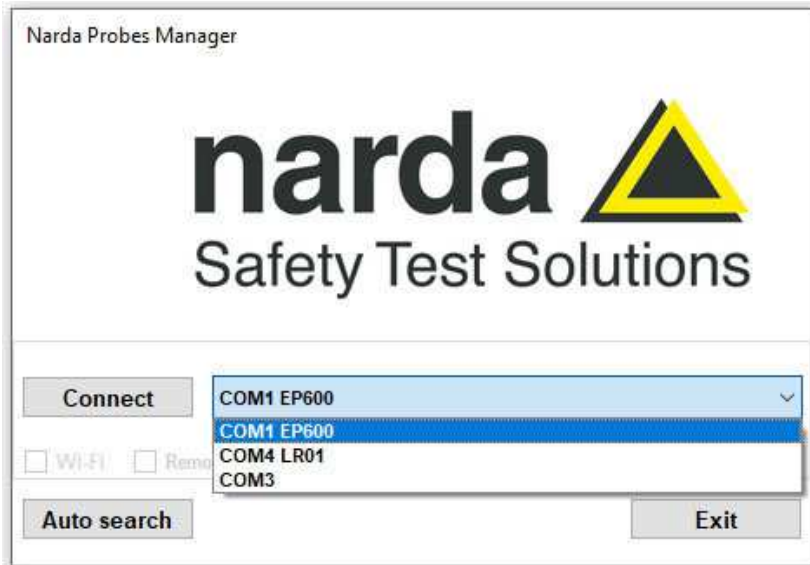 Narda Probes Manager
narda
Safety Test Solutions
Connect
COM1 EP600
COM1 EP600
COM4 LR01
COM3
Wi-Fi
Auto search
Exit